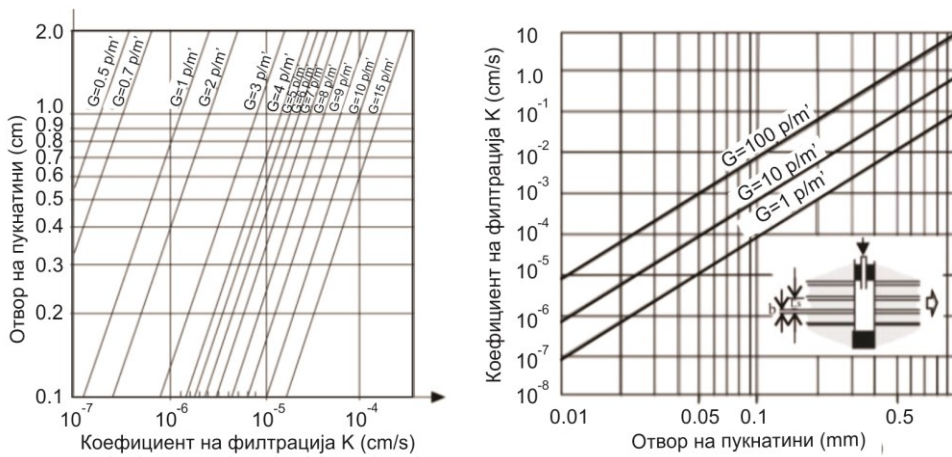 2.0
1.0
0.9
0.8
0.7
0.6
0.5
0.4
0.3
0.2
0.1
Отвор на пукнатини (cm)
G=0.5 p/m'
G=0.7 p/m'
G=1 p/m'
G=2 p/m'
G=3 p/m'
G=4 p/m'
G=5 p/m'
G=6 p/m'
G=7 p/m'
G=8 p/m'
G=9 p/m'
G=10 p/m'
G=15 p/m'
10-7
10-6
10-5
10-4
Коефициент на филтрација K (cm/s)
10
1.0
10-1
10-2
10-3
10-4
10-5
10-6
10-7
10-8
Коефициент на филтрација K (cm/s)
G=100 p/m'
G=10 p/m'
G=1 p/m'
b
0.01
0.05
0.1
0.5
Отвор на пукнатини (mm)